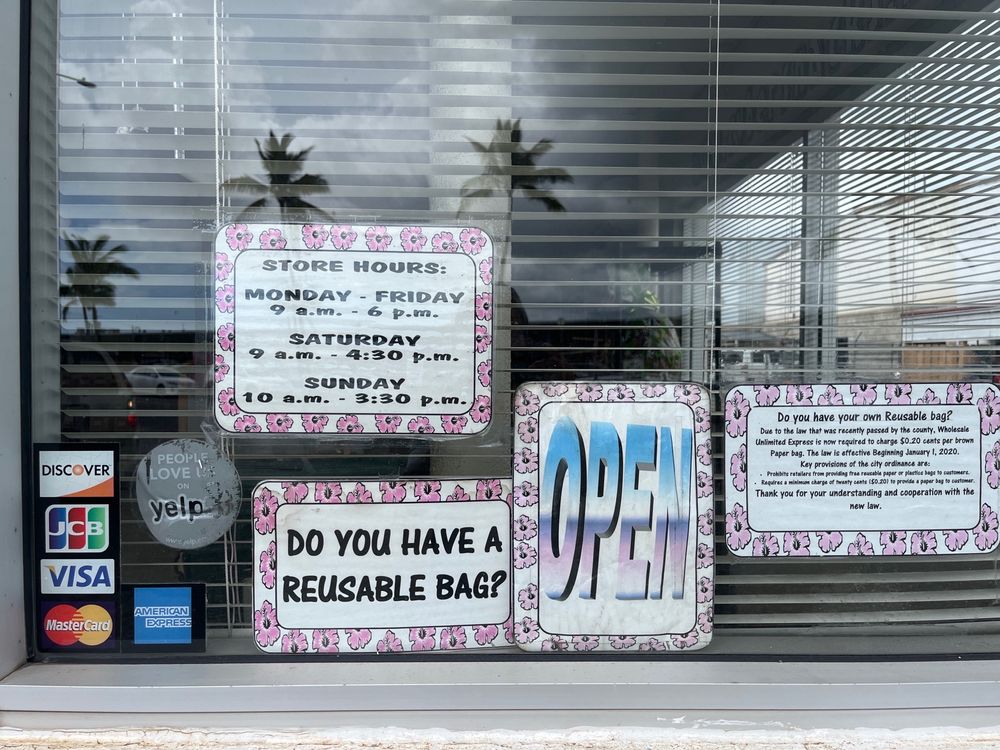 STORE HOURS:
MONDAY - FRIDAY
9 a.m. - 6 p.m.
SATURDAY
9 a.m. - 4:30 p.m.
SUNDAY
10 a.m. - 3:30 p.m.
DISCOVER
JCB
VISA
MasterCard
AMERICAN
EXPRESS
PEOPLE
LOVE
ON
yelp
DO YOU HAVE A
REUSABLE BAG?
OPEN
Do you have your own Reusable bag?
Due to the law that was recently passed by the county, Wholesale
Unlimited Express is now required to charge $0.20 cents per brown
Paper bag. The law is effective Beginning January 1, 2020.
Key provisions of the city ordinance are:
- Prohibits retailers from providing free reusable paper or plastics bags to customers.
- Requires a minimum charge of twenty cents ($0.20) to provide a paper bag to customer.
Thank you for your understanding and cooperation with the
new law.